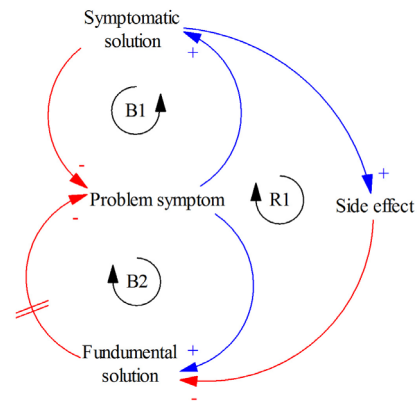 Symptomatic
solution
+
B1
-
+
Problem symptom
R1
-
Side effect
B2
+
Fundumental
solution
-